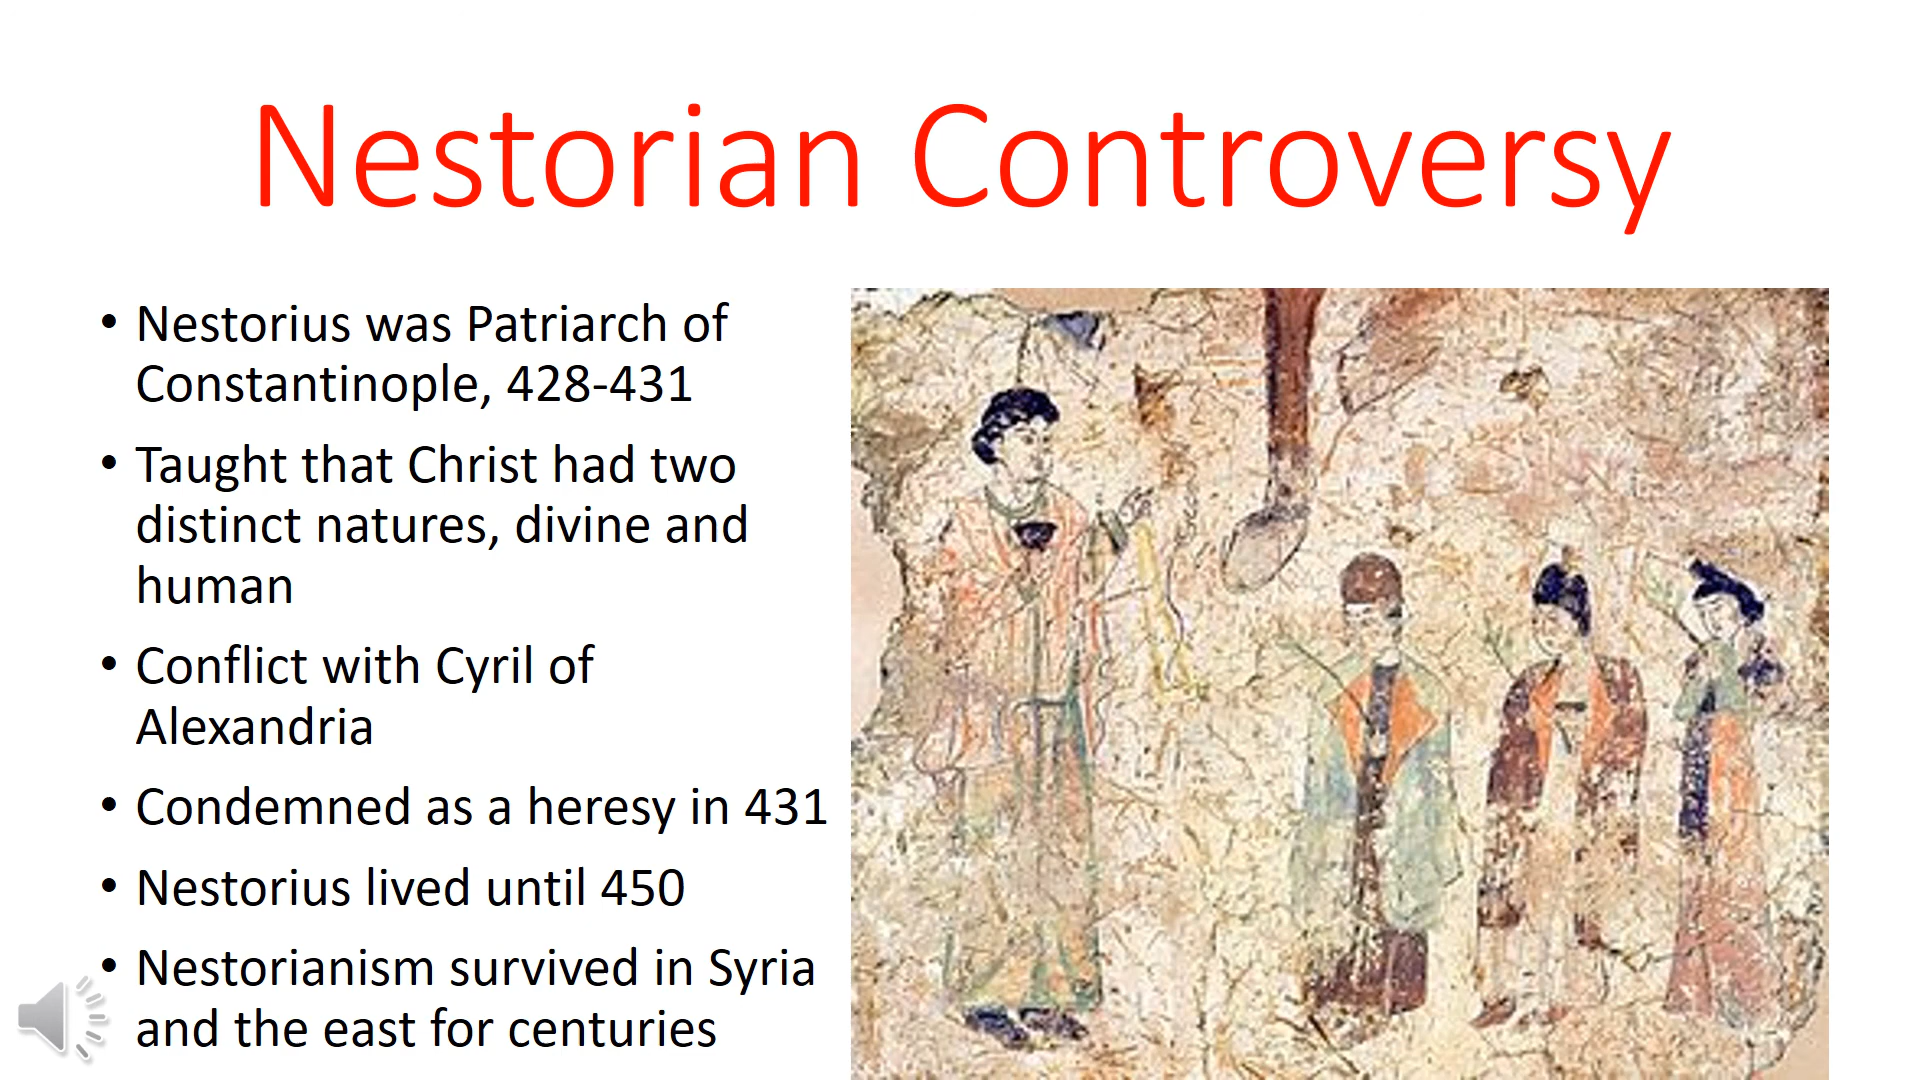 Nestorian Controversy
• Nestorius was Patriarch of
Constantinople, 428-431
• Taught that Christ had two
distinct natures, divine and
human
• Conflict with Cyril of
Alexandria
• Condemned as a heresy in 431
• Nestorius lived until 450
• Nestorianism survived in Syria
and the east for centuries